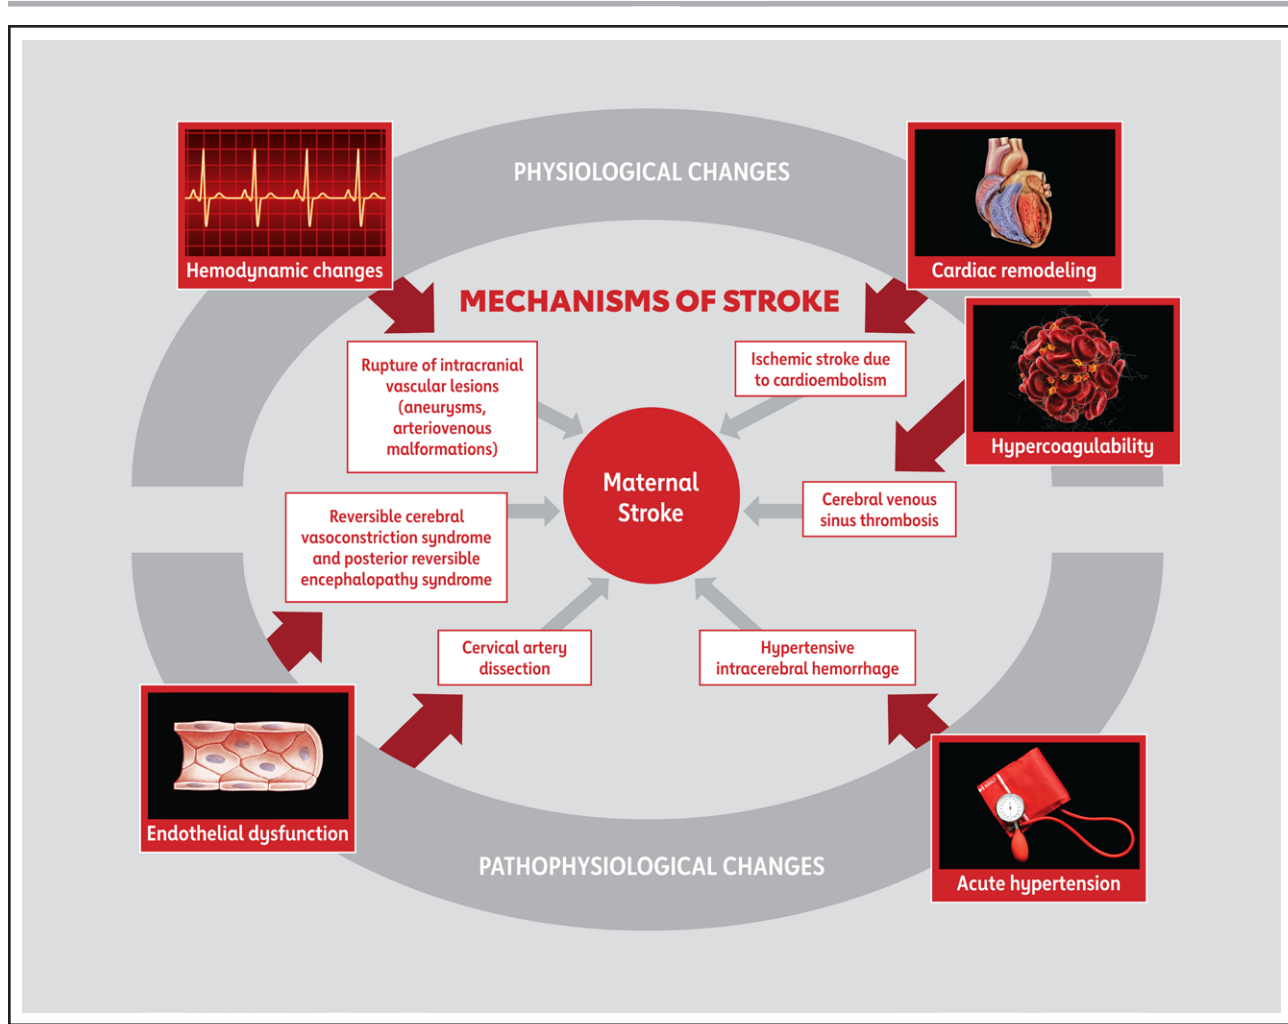 PHYSIOLOGICAL CHANGES
Hemodynamic changes
Cardiac remodeling
MECHANISMS OF STROKE
Rupture of intracranial
vascular lesions
(aneurysms,
arteriovenous
malformations)
Ischemic stroke due
to cardioembolism
Hypercoagulability
Maternal
Stroke
Reversible cerebral
vasoconstriction syndrome
and posterior reversible
encephalopathy syndrome
Cerebral venous
sinus thrombosis
Cervical artery
dissection
Hypertensive
intracerebral hemorrhage
Endothelial dysfunction
PATHOPHYSIOLOGICAL CHANGES
Acute hypertension